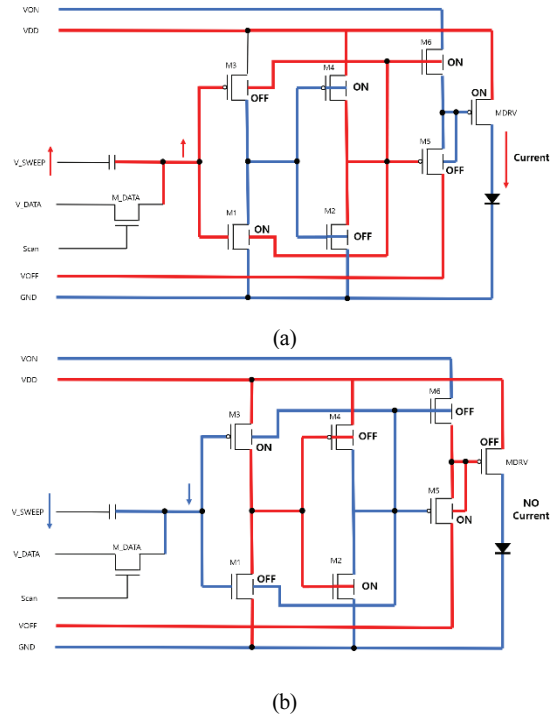 VON
VDD
M6
M3
M4
ON
ON
ON
OFF
MDRV
M5
V_SWEEP
OFF
Current
M_DATA
V_DATA
M1
ON
M2
OFF
Scan
VOFF
GND
(a)
VON
VDD
M6
M3
M4
OFF
OFF
OFF
ON
MDRV
M5
V_SWEEP
ON
NO
Current
M_DATA
V_DATA
M1
OFF
M2
ON
Scan
VOFF
GND
(b)